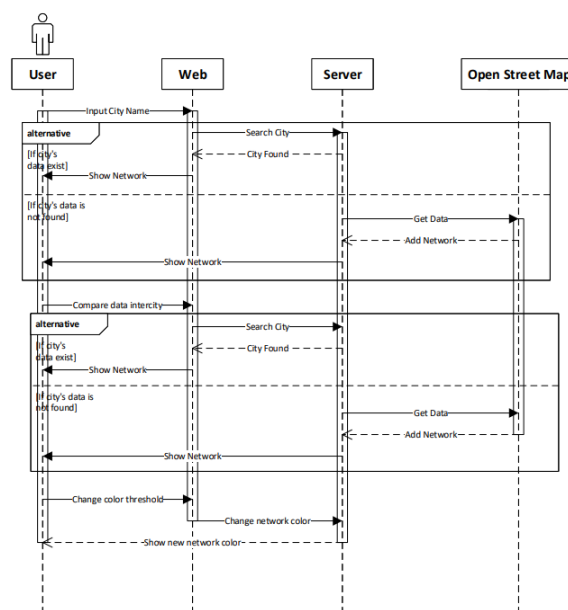 User
Web
Server
Open Street Map
Input City Name
alternative
Search City
[If city's
data exist]
City Found
Show Network
[If city's data is
not found]
Get Data
Add Network
Show Network
Compare data intercity
alternative
Search City
[If city's
data exist]
City Found
Show Network
[If city's data is
not found]
Get Data
Add Network
Show Network
Change color threshold
Change network color
Show new network color